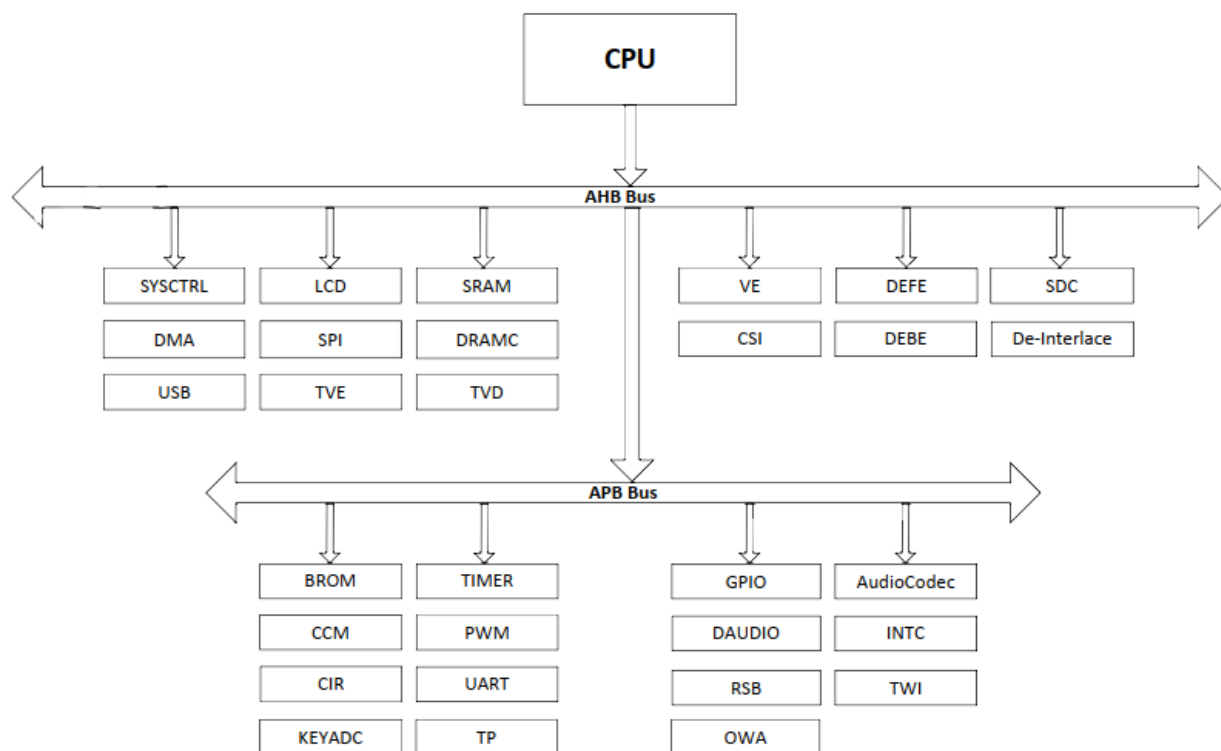 CPU
AHB Bus
SYSCTRL LCD SRAM VE DEFE SDC
DMA SPI DRAMC CSI DEBE De-Interlace
USB TVE TVD
APB Bus
BROM TIMER GPIO AudioCodec
CCM PWM DAUDIO INTC
CIR UART RSB TWI
KEYADC TP OWA